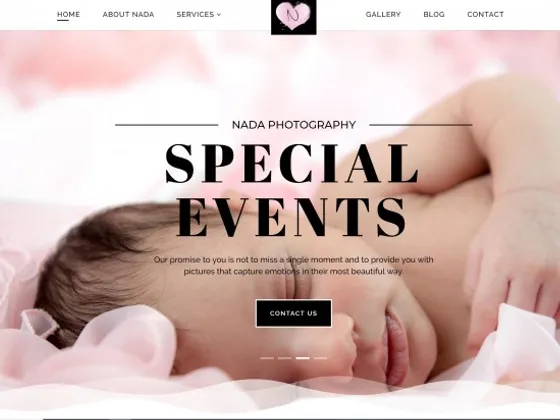 HOME ABOUT NADA SERVICES N GALLERY BLOG CONTACT
NADA PHOTOGRAPHY
SPECIAL
EVENTS
Our promise to you is not to miss a single moment and to provide you with
pictures that capture emotions in their most beautiful way.
CONTACT US